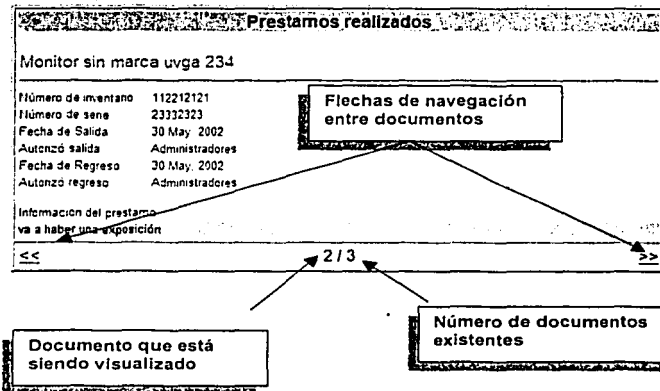 Prestamos realizados
Monitor sin marca uvga 234
Número de inventario 112212121
Número de serie 23332323
Fecha de Salida 30 May. 2002
Autorizó salida Administradores
Fecha de Regreso 30 May. 2002
Autorizó regreso Administradores
Información del prestamo
va a haber una exposición
<< 2 / 3 >>
Flechas de navegación
entre documentos
Documento que está
siendo visualizado
Número de documentos
existentes